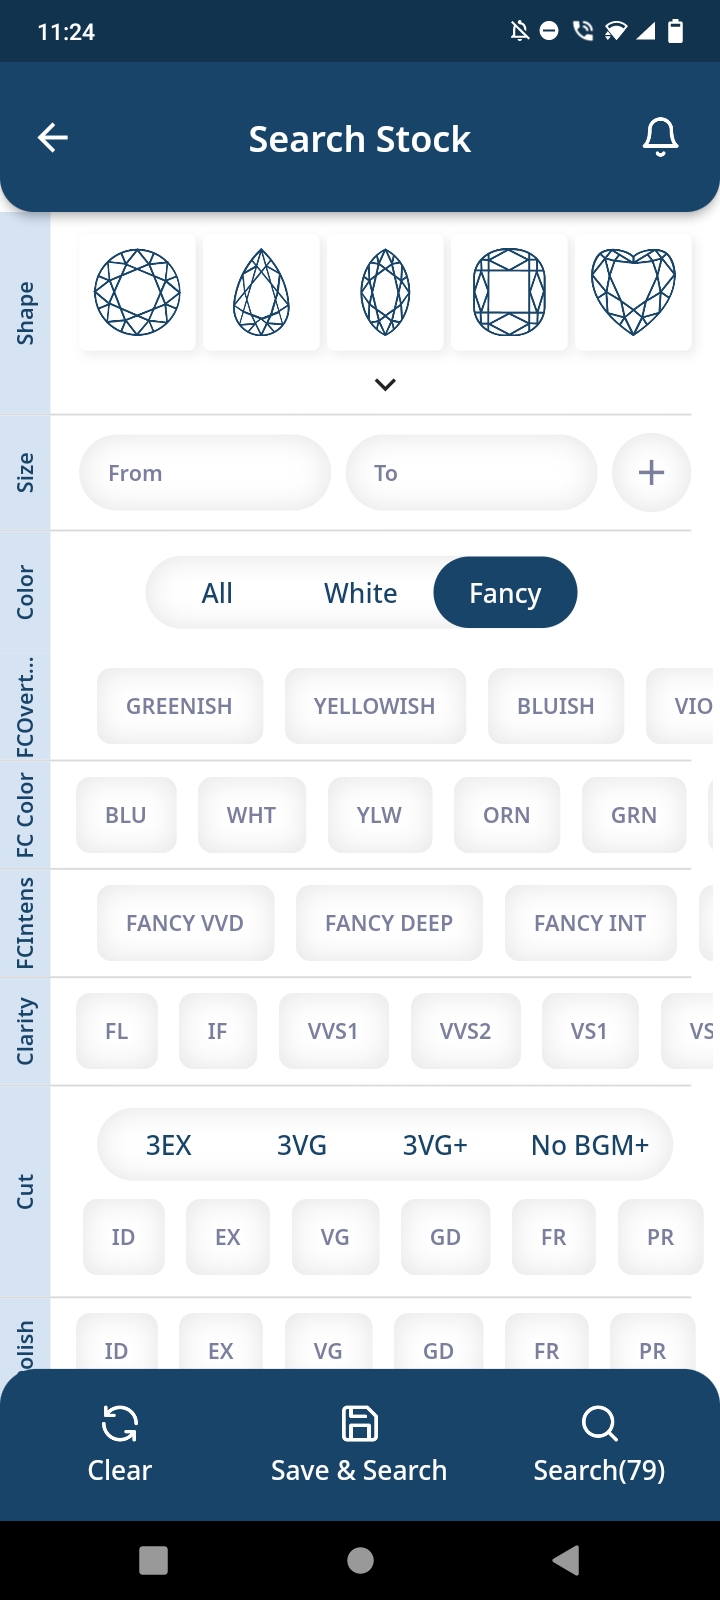 11:24
Search Stock
Shape
Size
From
To
Color
All
White
Fancy
FCOvert...
GREENISH
YELLOWISH
BLUISH
VIO
FC Color
BLU
WHT
YLW
ORN
GRN
FCIntens
FANCY VVD
FANCY DEEP
FANCY INT
Clarity
FL
IF
VVS1
VVS2
VS1
VS
Cut
3EX
3VG
3VG+
No BGM+
ID
EX
VG
GD
FR
PR
olish
ID
EX
VG
GD
FR
PR
Clear
Save & Search
Search(79)